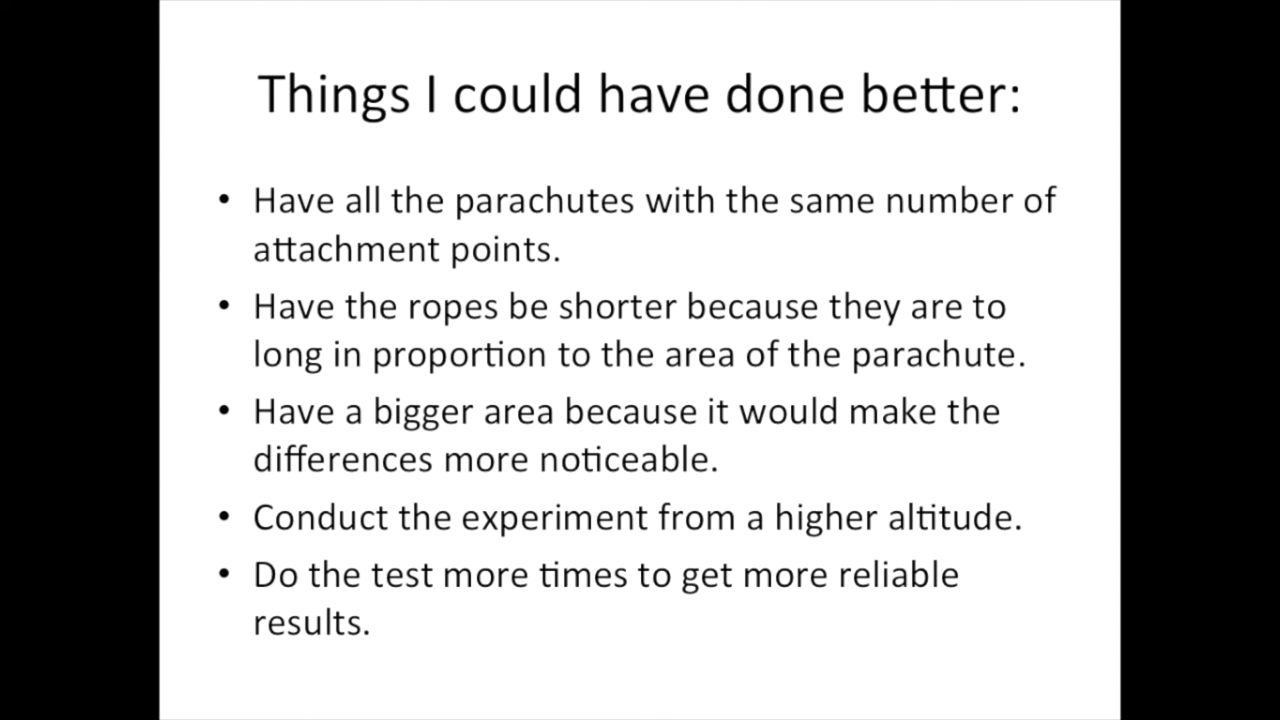 Things I could have done better:
• Have all the parachutes with the same number of
attachment points.
• Have the ropes be shorter because they are to
long in proportion to the area of the parachute.
• Have a bigger area because it would make the
differences more noticeable.
• Conduct the experiment from a higher altitude.
• Do the test more times to get more reliable
results.